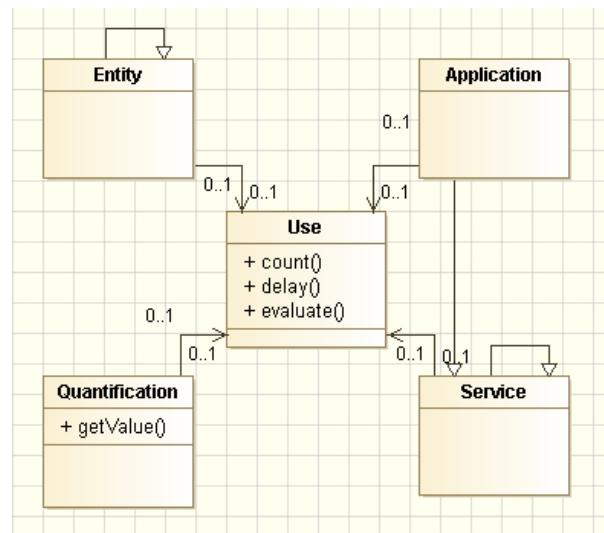 Entity
Application
0..1
0..1
0..1
0..1
Use
+ count()
+ delay()
+ evaluate()
0..1
0..1
0..1
0..1
Quantification
+ getValue()
Service